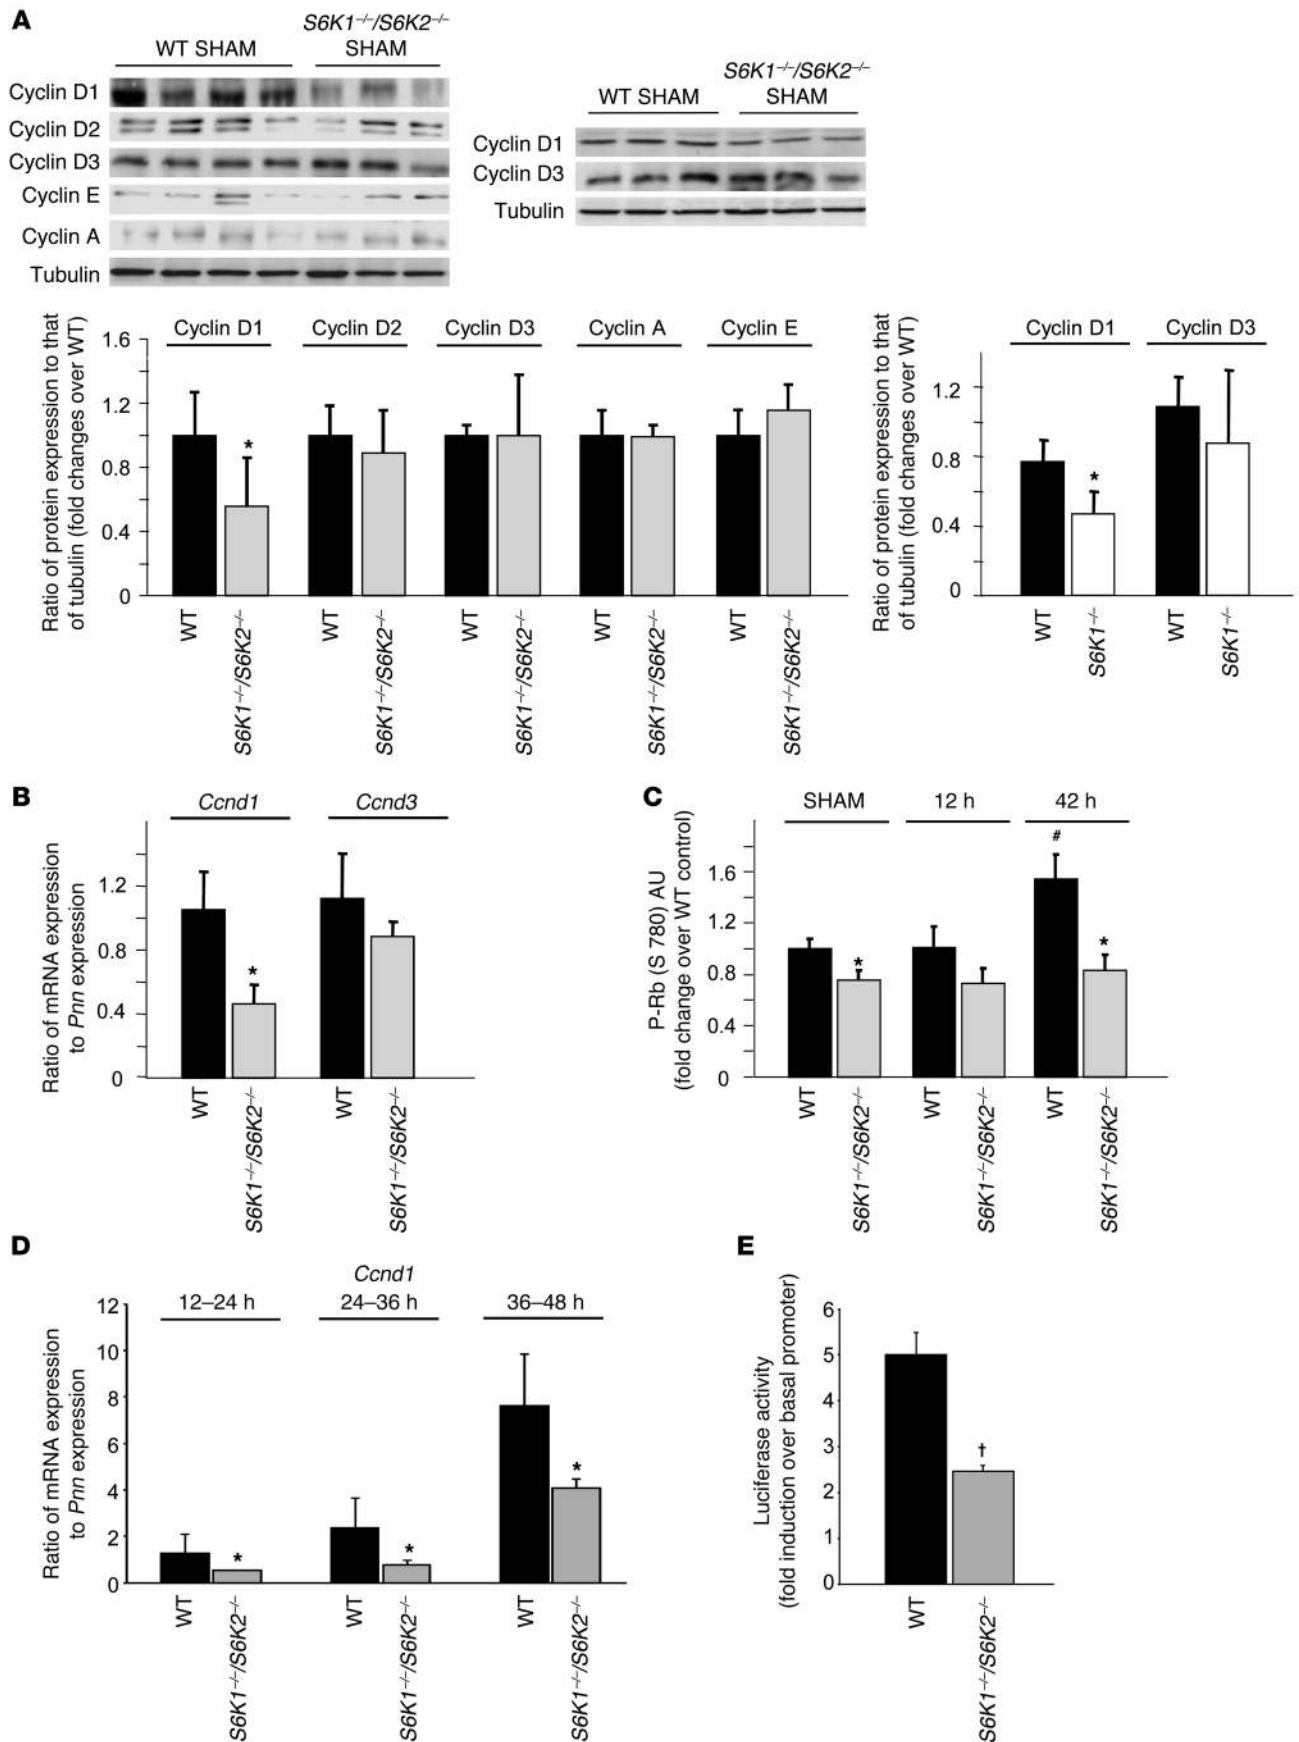 A
WT SHAM
S6K1⁻/⁻/S6K2⁻/⁻
SHAM
Cyclin D1
Cyclin D2
Cyclin D3
Cyclin E
Cyclin A
Tubulin
WT SHAM
S6K1⁻/⁻/S6K2⁻/⁻
SHAM
Cyclin D1
Cyclin D3
Tubulin
Ratio of protein expression to that
of tubulin (fold changes over WT)
1.6
1.2
0.8
0.4
0
Cyclin D1
Cyclin D2
Cyclin D3
Cyclin A
Cyclin E
*
WT
S6K1⁻/⁻/S6K2⁻/⁻
WT
S6K1⁻/⁻/S6K2⁻/⁻
WT
S6K1⁻/⁻/S6K2⁻/⁻
WT
S6K1⁻/⁻/S6K2⁻/⁻
WT
S6K1⁻/⁻/S6K2⁻/⁻
Ratio of protein expression to that
of tubulin (fold changes over WT)
1.2
0.8
0.4
0
Cyclin D1
Cyclin D3
*
WT
S6K1⁻/⁻
WT
S6K1⁻/⁻
B
Ccnd1
Ccnd3
Ratio of mRNA expression
to Pnn expression
1.2
0.8
0.4
0
*
WT
S6K1⁻/⁻/S6K2⁻/⁻
WT
S6K1⁻/⁻/S6K2⁻/⁻
C
SHAM
12 h
42 h
P-Rb (S 780) AU
(fold change over WT control)
1.6
1.2
0.8
0.4
0
*
#
*
WT
S6K1⁻/⁻/S6K2⁻/⁻
WT
S6K1⁻/⁻/S6K2⁻/⁻
WT
S6K1⁻/⁻/S6K2⁻/⁻
D
Ccnd1
12–24 h
24–36 h
36–48 h
Ratio of mRNA expression
to Pnn expression
12
10
8
6
4
2
0
*
*
*
WT
S6K1⁻/⁻/S6K2⁻/⁻
WT
S6K1⁻/⁻/S6K2⁻/⁻
WT
S6K1⁻/⁻/S6K2⁻/⁻
E
Luciferase activity
(fold induction over basal promoter)
6
5
4
3
2
1
0
†
WT
S6K1⁻/⁻/S6K2⁻/⁻